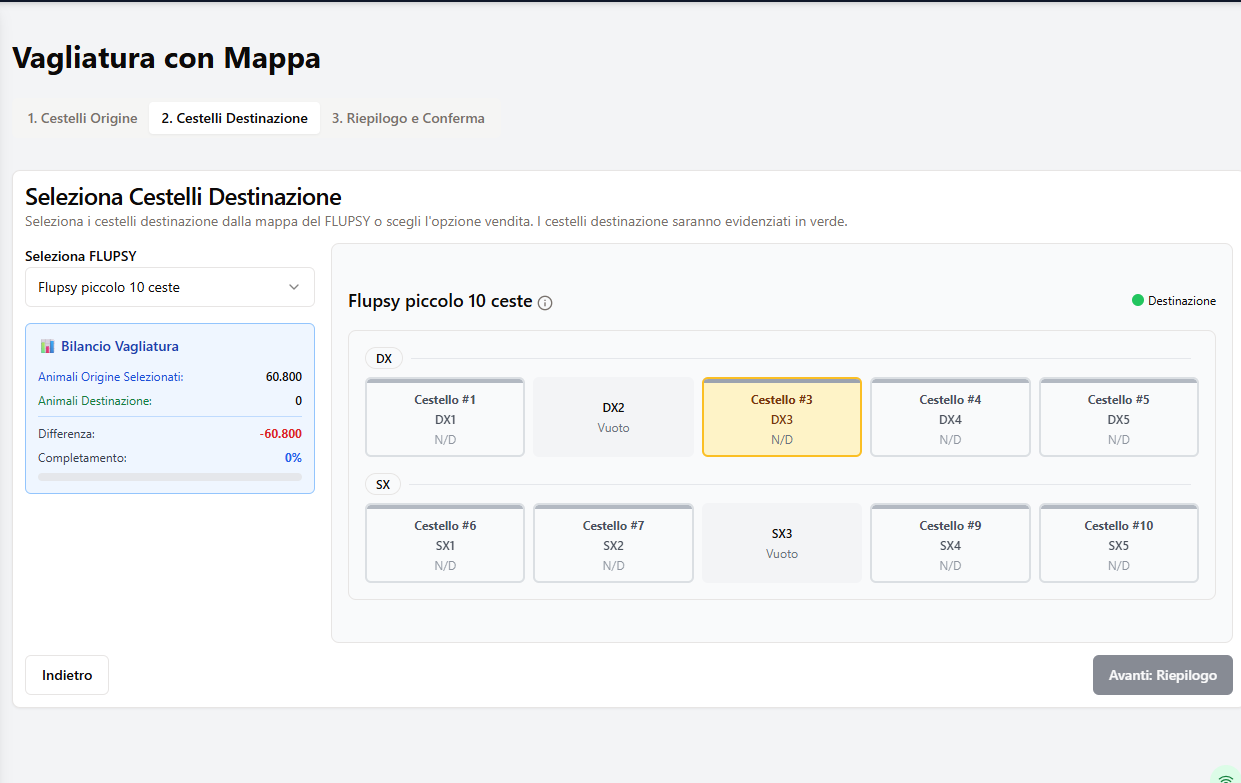 Vagliatura con Mappa
1. Cestelli Origine 2. Cestelli Destinazione 3. Riepilogo e Conferma
Seleziona Cestelli Destinazione
Seleziona i cestelli destinazione dalla mappa del FLUPSY o scegli l'opzione vendita. I cestelli destinazione saranno evidenziati in verde.
Seleziona FLUPSY
Flupsy piccolo 10 ceste
Bilancio Vagliatura
Animali Origine Selezionati: 60.800
Animali Destinazione: 0
Differenza: -60.800
Completamento: 0%
Flupsy piccolo 10 ceste
Destinazione
DX
Cestello #1
DX1
N/D
DX2
Vuoto
Cestello #3
DX3
N/D
Cestello #4
DX4
N/D
Cestello #5
DX5
N/D
SX
Cestello #6
SX1
N/D
Cestello #7
SX2
N/D
SX3
Vuoto
Cestello #9
SX4
N/D
Cestello #10
SX5
N/D
Indietro
Avanti: Riepilogo